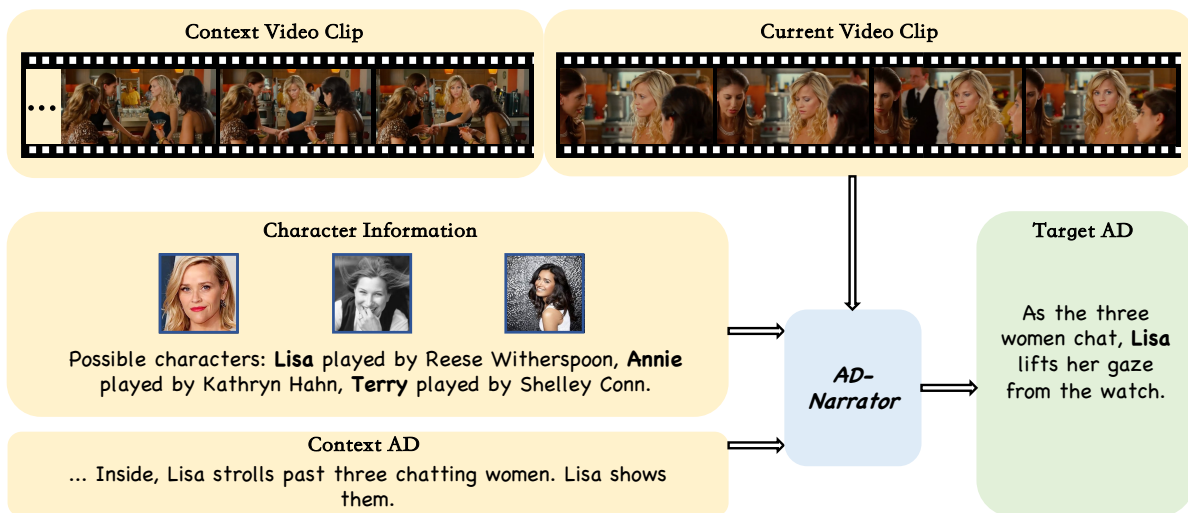 Context Video Clip
Current Video Clip
...
Character Information
Possible characters: Lisa played by Reese Witherspoon, Annie
played by Kathryn Hahn, Terry played by Shelley Conn.
Context AD
... Inside, Lisa strolls past three chatting women. Lisa shows
them.
AD-
Narrator
Target AD
As the three
women chat, Lisa
lifts her gaze
from the watch.